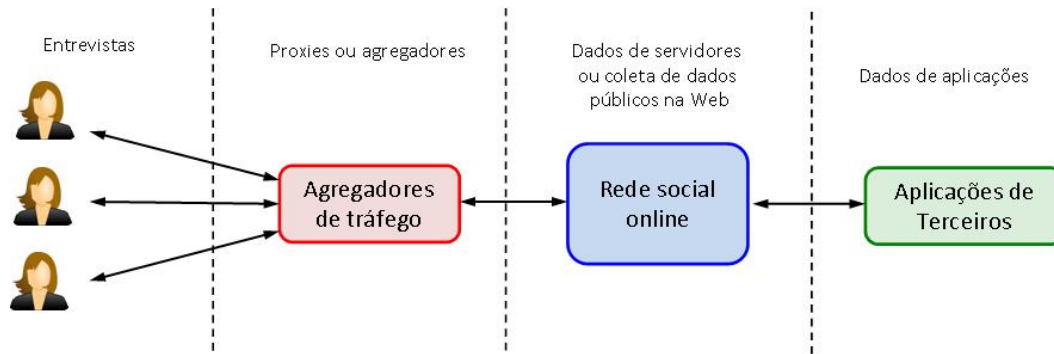 Entrevistas
Proxies ou agregadores
Dados de servidores
ou coleta de dados
públicos na Web
Dados de aplicações
Agregadores
de tráfego
Rede social
online
Aplicações de
Terceiros